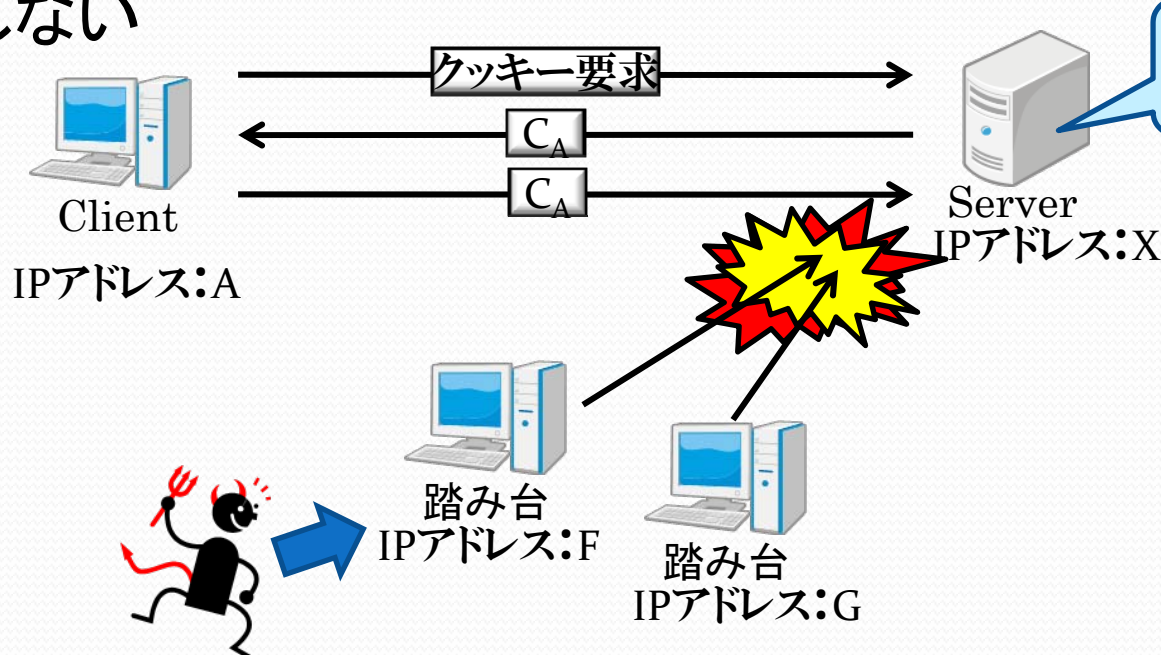 しない
クッキー要求
CA
CA
Client
IPアドレス：A
Server
IPアドレス：X
踏み台
IPアドレス：F
踏み台
IPアドレス：G